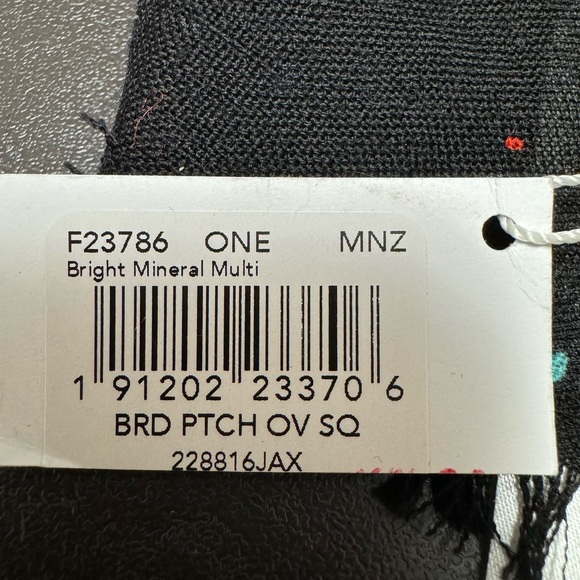 F23786 ONE MNZ
Bright Mineral Multi
1 91202 23370 6
BRD PTCH OV SQ
228816JAX